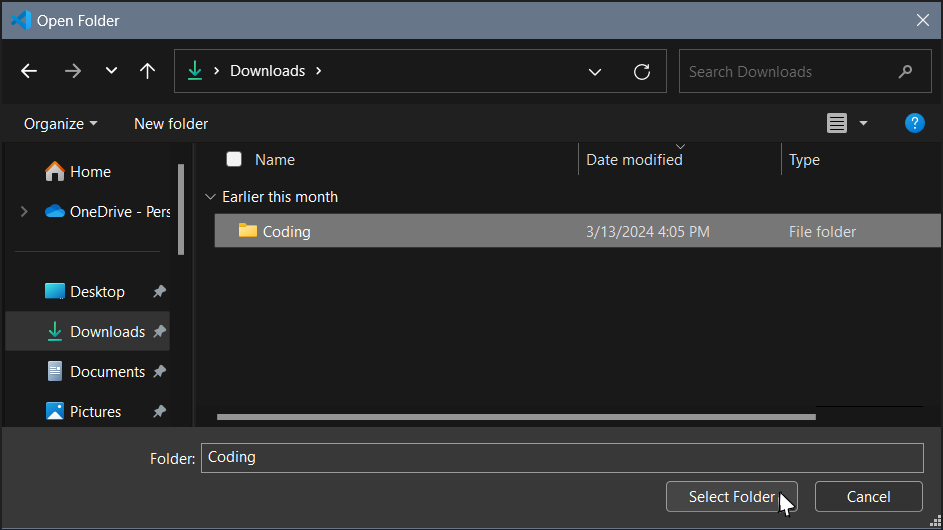 Open Folder
Downloads
Search Downloads
Organize New folder
?
Name Date modified Type
Home
OneDrive - Pers
Desktop
Downloads
Documents
Pictures
Earlier this month
Coding 3/13/2024 4:05 PM File folder
Folder: Coding
Select Folder Cancel